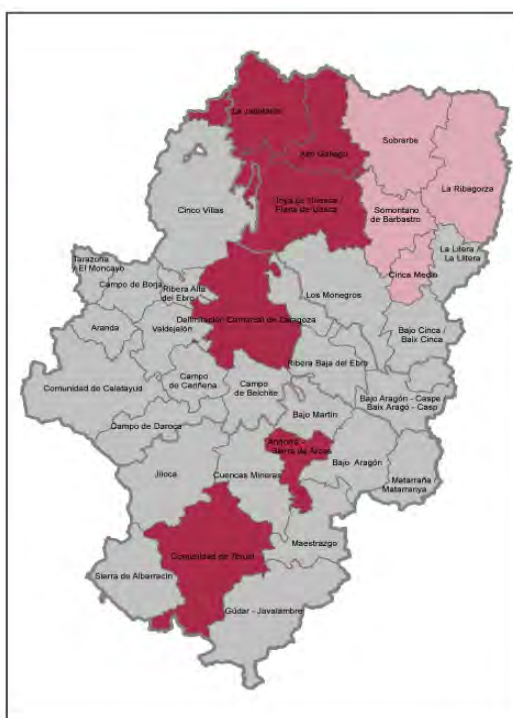 La Jacetania
Alto Gállego
Sobrarbe
La Ribagorza
Cinco Villas
Hoya de Huesca /
Plana de Uesca
Somontano
de Barbastro
La Litera /
La Llitera
Cinca Medio
Tarazona
y El Moncayo
Campo de Borja
Ribera Alta
del Ebro
Los Monegros
Aranda
Valdejalón
Delimitación Comarcal de Zaragoza
Bajo Cinca /
Baix Cinca
Comunidad de Calatayud
Campo
de Cariñena
Campo
de Belchite
Ribera Baja del Ebro
Bajo Aragón - Caspe
Baix Aragó - Casp
Campo de Daroca
Bajo Martín
Jiloca
Cuencas Mineras
Andorra -
Sierra de Arcos
Bajo Aragón
Matarraña /
Matarranya
Maestrazgo
Comunidad de Teruel
Sierra de Albarracín
Gúdar - Javalambre